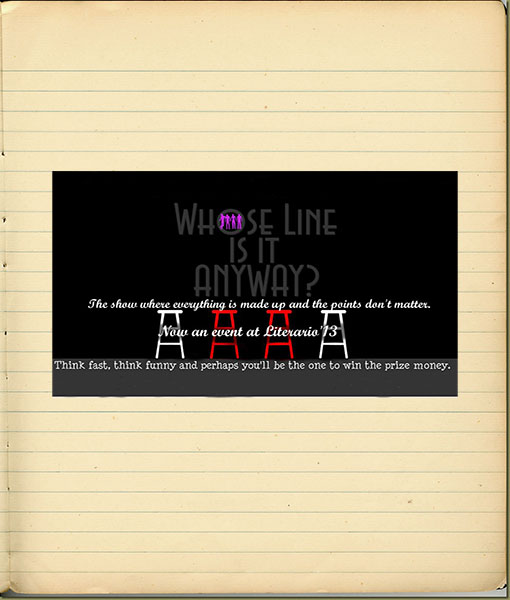 Whose Line
is it
Anyway?
The show where everything is made up and the points don't matter.
Now an event at Literario'13
Think fast, think funny and perhaps you'll be the one to win the prize money.